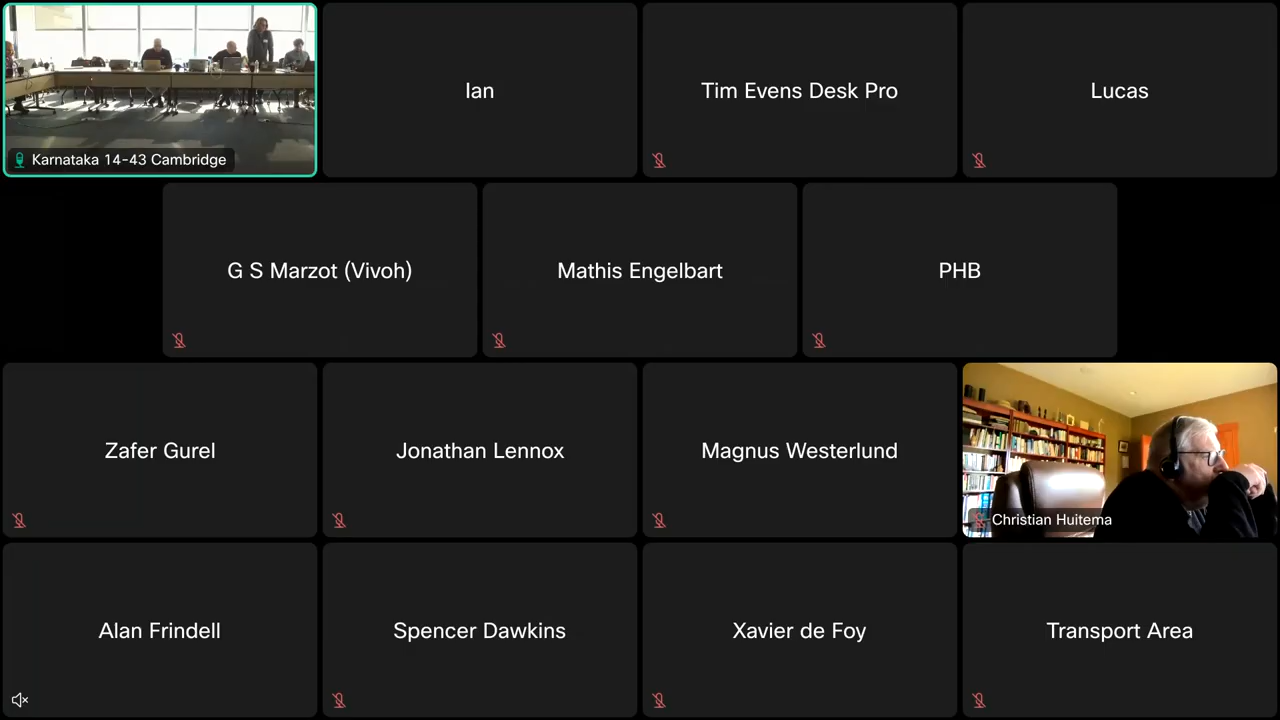 Karnataka 14-43 Cambridge
Ian
Tim Evens Desk Pro
Lucas
G S Marzot (Vivoh)
Mathis Engelbart
PHB
Zafer Gurel
Jonathan Lennox
Magnus Westerlund
Christian Huitema
Alan Frindell
Spencer Dawkins
Xavier de Foy
Transport Area